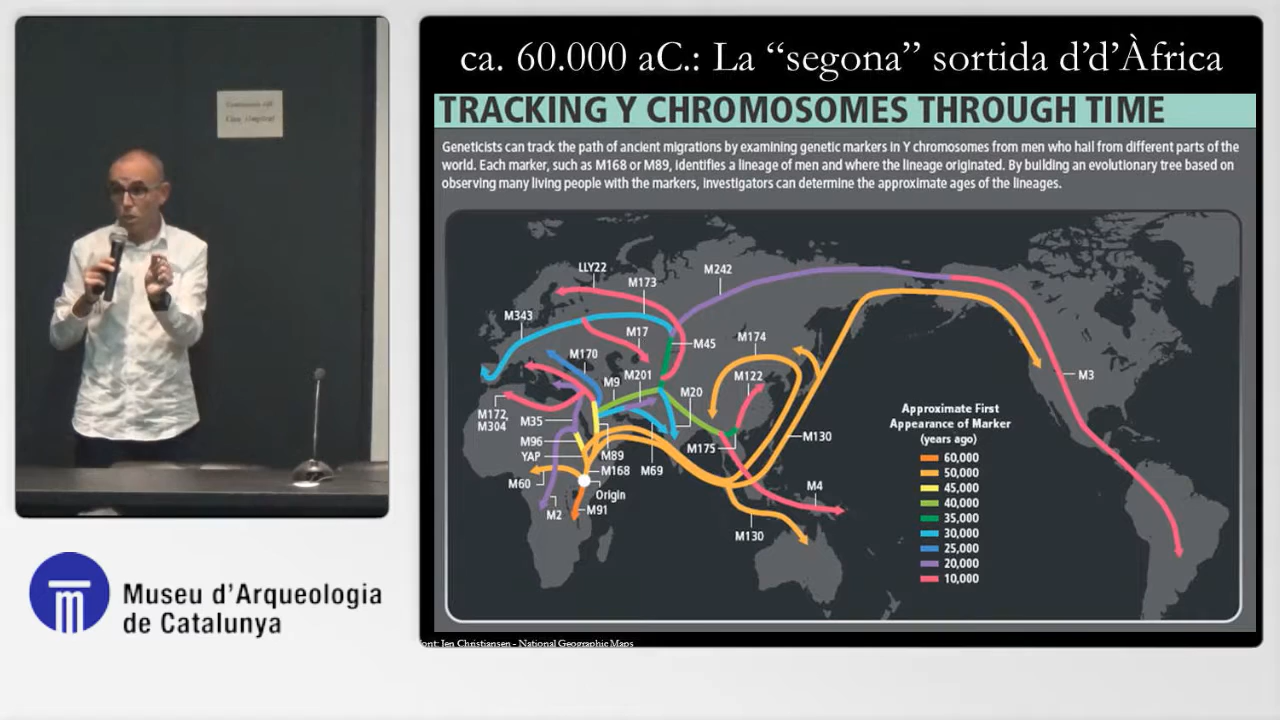 ca. 60.000 aC.: La “segona” sortida d’d’Àfrica
TRACKING Y CHROMOSOMES THROUGH TIME
Geneticists can track the path of ancient migrations by examining genetic markers in Y chromosomes from men who hail from different parts of the
world. Each marker, such as M168 or M89, identifies a lineage of men and where the lineage originated. By building an evolutionary tree based on
observing many living people with the markers, investigators can determine the approximate ages of the lineages.
LLY22
M242
M173
M343
M17
M45
M174
M170
M9
M201
M122
M20
M3
M172,
M304
M35
M96
YAP
M89
M168
M69
M175
M130
M60
Origin
M2
M91
M4
M130
Approximate First
Appearance of Marker
(years ago)
60,000
50,000
45,000
40,000
35,000
30,000
25,000
20,000
10,000
Museu d’Arqueologia
de Catalunya
ont: Jen Christiansen - National Geographic Maps